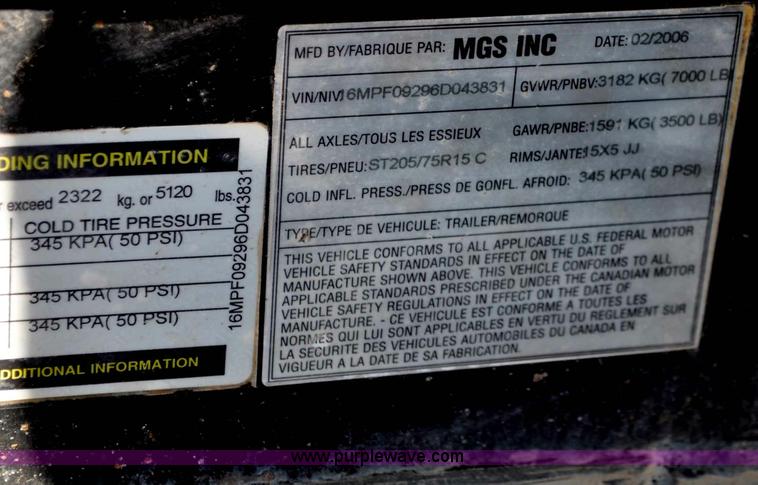 DING INFORMATION
exceed 2322 kg. or 5120 lbs.
COLD TIRE PRESSURE
345 KPA( 50 PSI)
345 KPA( 50 PSI)
345 KPA( 50 PSI)
DDITIONAL INFORMATION
16MPF09296D043831
MFD BY/FABRIQUE PAR: MGS INC DATE: 02/2006
VIN/NIV 16MPF09296D043831 GVWR/PNBV:3182 KG( 7000 LB
ALL AXLES/TOUS LES ESSIEUX GAWR/PNBE:1591 KG( 3500 LB)
TIRES/PNEU: ST205/75R15 C RIMS/JANTE:15X5 JJ
COLD INFL. PRESS./PRESS DE GONFL. AFROID: 345 KPA( 50 PSI)
TYPE/TYPE DE VEHICULE: TRAILER/REMORQUE
THIS VEHICLE CONFORMS TO ALL APPLICABLE U.S. FEDERAL MOTOR
VEHICLE SAFETY STANDARDS IN EFFECT ON THE DATE OF
MANUFACTURE SHOWN ABOVE. THIS VEHICLE CONFORMS TO ALL
APPLICABLE STANDARDS PRESCRIBED UNDER THE CANADIAN MOTOR
VEHICLE SAFETY REGULATIONS IN EFFECT ON THE DATE OF
MANUFACTURE. - CE VEHICULE EST CONFORME A TOUTES LES
NORMES QUI LUI SONT APPLICABLES EN VERTU DU REGLEMENT SUR
LA SECURITE DES VEHICULES AUTOMOBILES DU CANADA EN
VIGUEUR A LA DATE DE SA FABRICATION.
www.purplewave.com